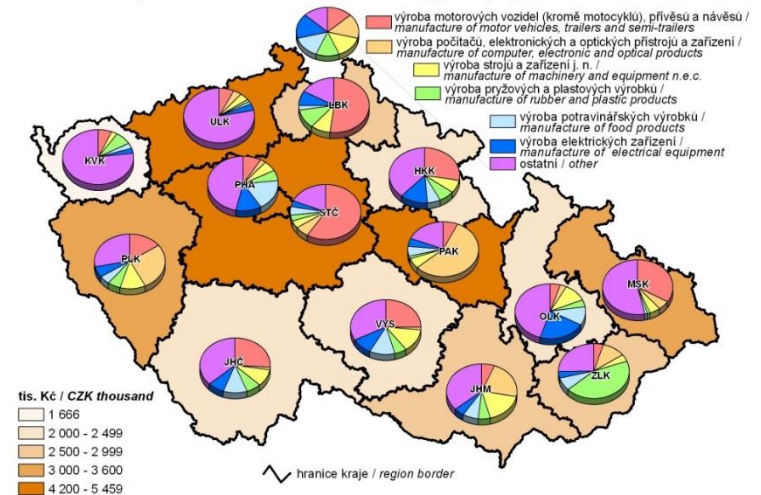 výroba motorových vozidel (kromě motocyklů), přívěsů a návěsů /
manufacture of motor vehicles, trailers and semi-trailers
výroba počítačů, elektronických a optických přístrojů a zařízení /
manufacture of computer, electronic and optical products
výroba strojů a zařízení j. n. /
manufacture of machinery and equipment n.e.c.
výroba pryžových a plastových výrobků /
manufacture of rubber and plastic products
výroba potravinářských výrobků /
manufacture of food products
výroba elektrických zařízení /
manufacture of electrical equipment
ostatní / other
LBK
ULK
KVK
HKK
PHA
STČ
PAK
PLK
MSK
OLK
VYS
JHČ
ZLK
JHM
tis. Kč / CZK thousand
1 666
2 000 - 2 499
2 500 - 2 999
3 000 - 3 600
4 200 - 5 459
hranice kraje / region border